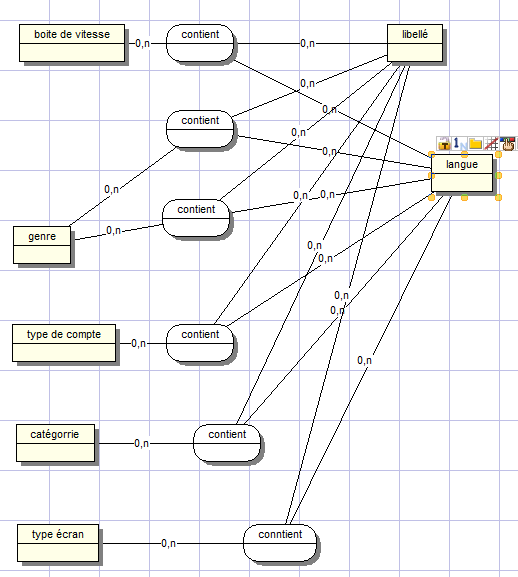 boite de vitesse
0,n
contient
0,n
libellé
0,n
0,n
contient
0,n
0,n
langue
0,n
0,n
contient
0,n
0,n
genre
0,n
0,n
0,n
type de compte
0,n
contient
0,n
0,n
0,n
catégorrie
0,n
contient
type écran
0,n
conntient